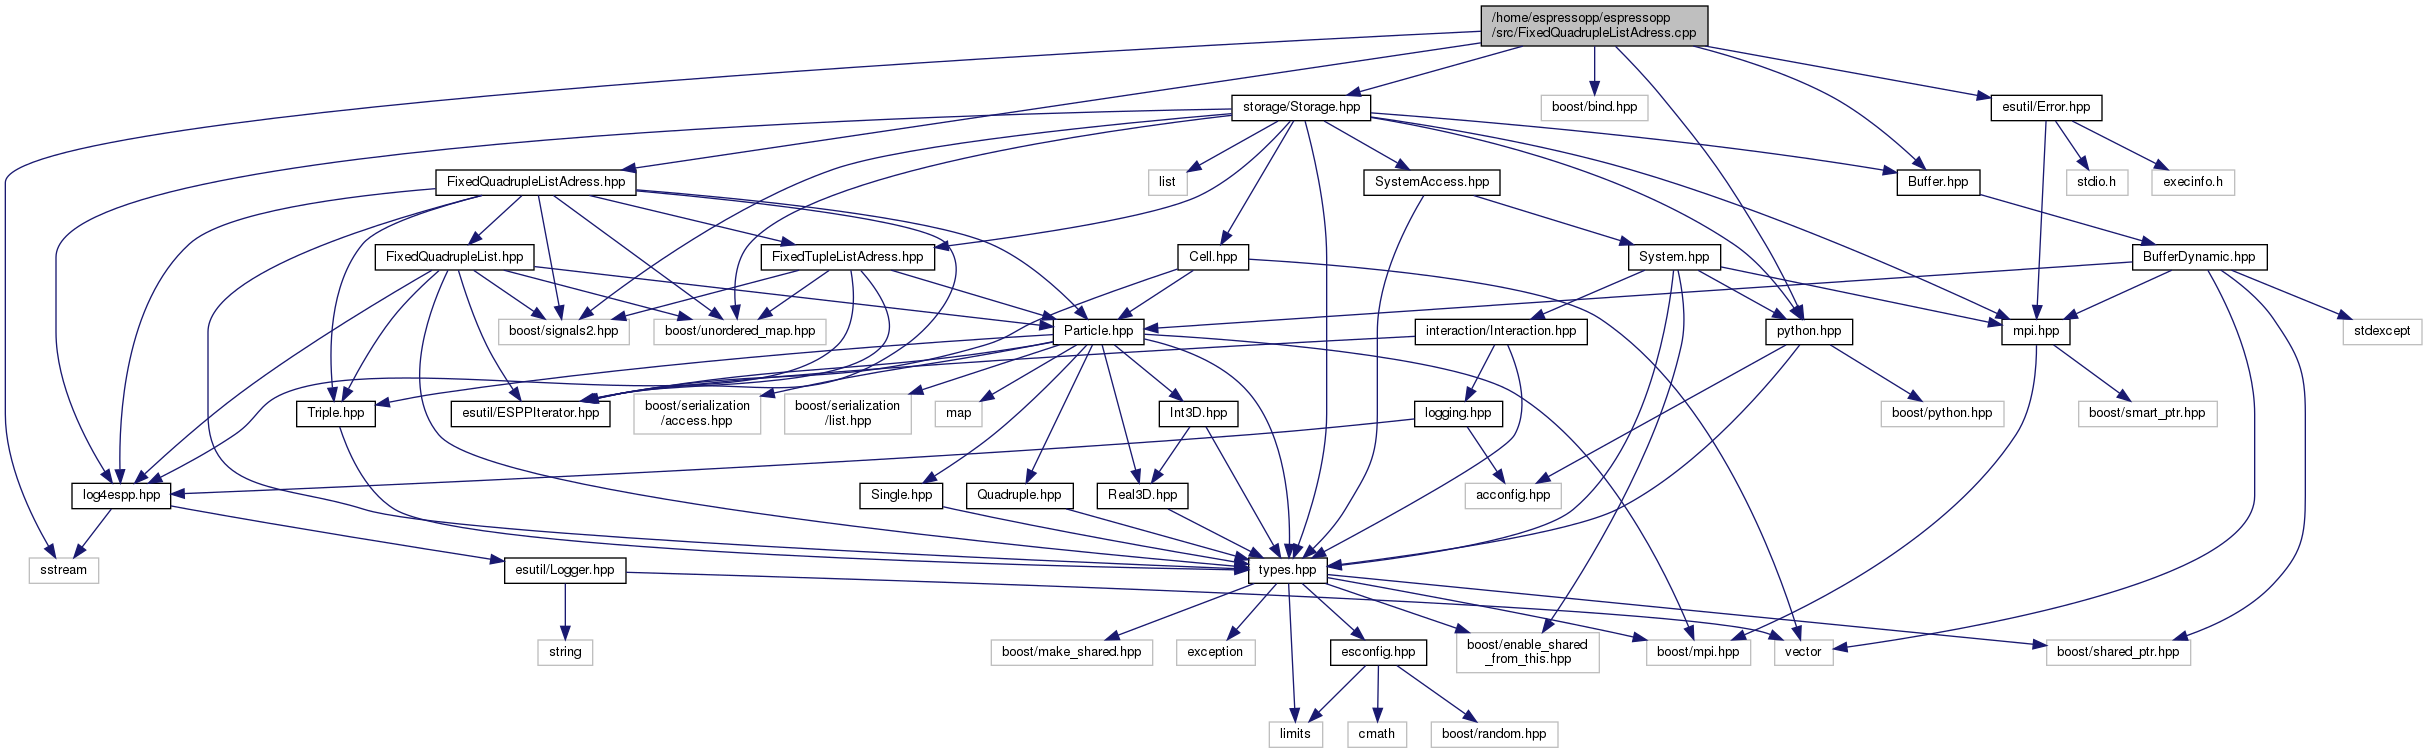 /home/espressopp/espressopp
/src/FixedQuadrupleListAdress.cpp
storage/Storage.hpp
boost/bind.hpp
esutil/Error.hpp
FixedQuadrupleListAdress.hpp
list
SystemAccess.hpp
Buffer.hpp
stdio.h
execinfo.h
FixedQuadrupleList.hpp
FixedTupleListAdress.hpp
Cell.hpp
System.hpp
BufferDynamic.hpp
boost/signals2.hpp
boost/unordered_map.hpp
Particle.hpp
interaction/Interaction.hpp
python.hpp
mpi.hpp
stdexcept
Triple.hpp
esutil/ESPPIterator.hpp
boost/serialization
/access.hpp
boost/serialization
/list.hpp
map
Int3D.hpp
logging.hpp
boost/python.hpp
boost/smart_ptr.hpp
log4espp.hpp
Single.hpp
Quadruple.hpp
Real3D.hpp
acconfig.hpp
sstream
esutil/Logger.hpp
types.hpp
string
boost/make_shared.hpp
exception
esconfig.hpp
boost/enable_shared
_from_this.hpp
boost/mpi.hpp
vector
boost/shared_ptr.hpp
limits
cmath
boost/random.hpp